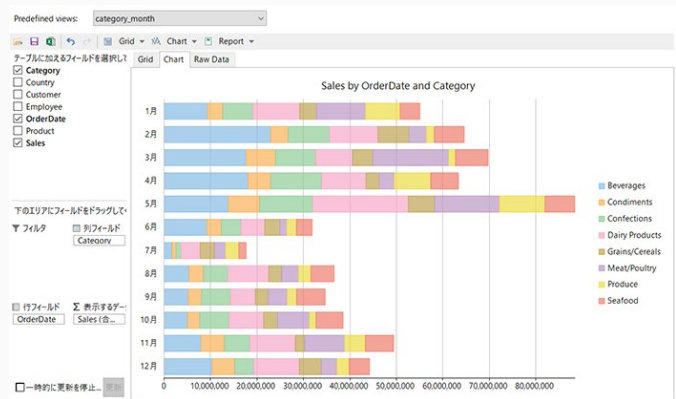 Predefined views: category_month
Grid Chart Report
テーブルに加えるフィールドを選択して
Grid Chart Raw Data
Category
Country
Customer
Employee
OrderDate
Product
Sales
下のエリアにフィールドをドラッグして
フィルタ 列フィールド
Category
行フィールド Σ 表示するデー
OrderDate Sales (合...
一時的に更新を停止... 更新
Sales by OrderDate and Category
1月
2月
3月
4月
5月
6月
7月
8月
9月
10月
11月
12月
0 10,000,000 20,000,000 30,000,000 40,000,000 50,000,000 60,000,000 70,000,000 80,000,000
Beverages
Condiments
Confections
Dairy Products
Grains/Cereals
Meat/Poultry
Produce
Seafood